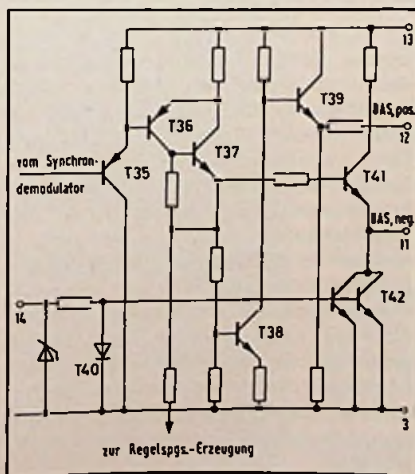 13
T39
T36
BAS, pos.
12
T37
vom Synchron-
demodulator
T35
T41
BAS, neg.
11
T42
14
T40
T38
3
zur Regelspgs.-Erzeugung